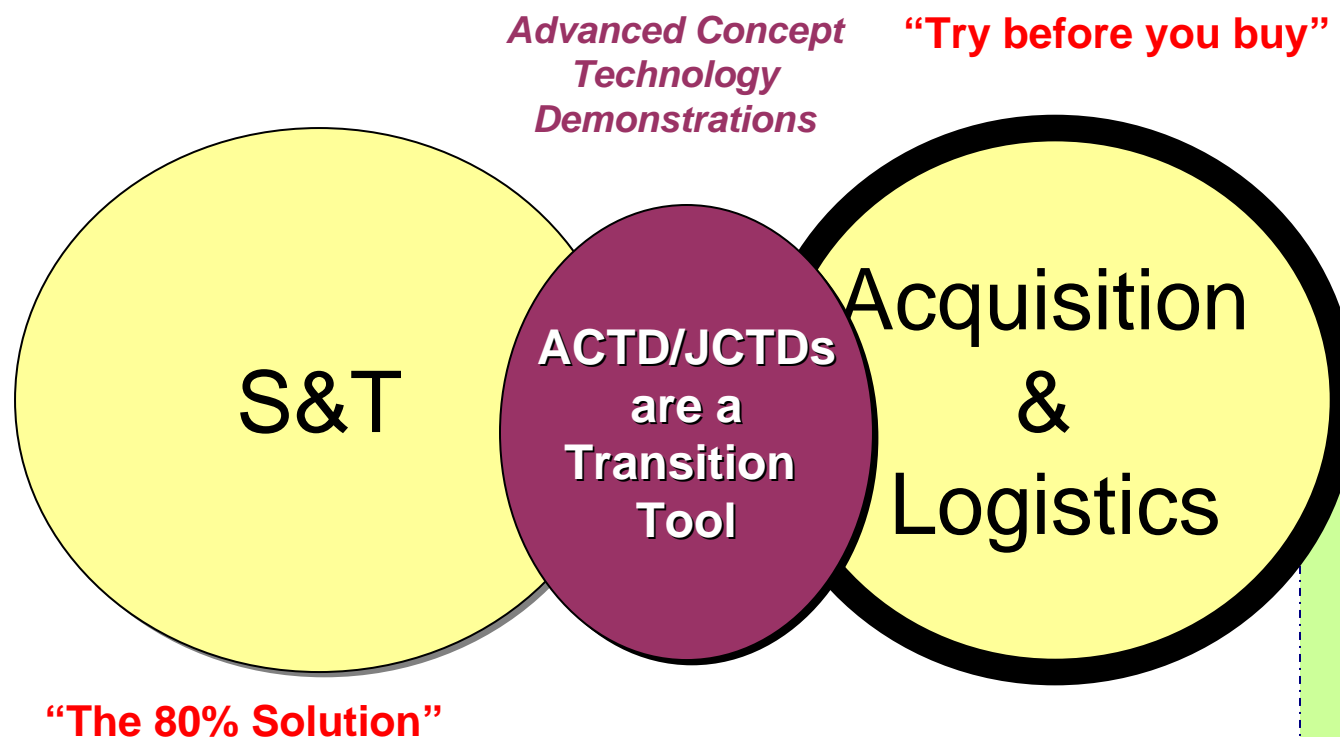 Advanced Concept
Technology
Demonstrations
“Try before you buy”
S&T
ACTD/JCTDs
are a
Transition
Tool
Acquisition
&
Logistics
“The 80% Solution”